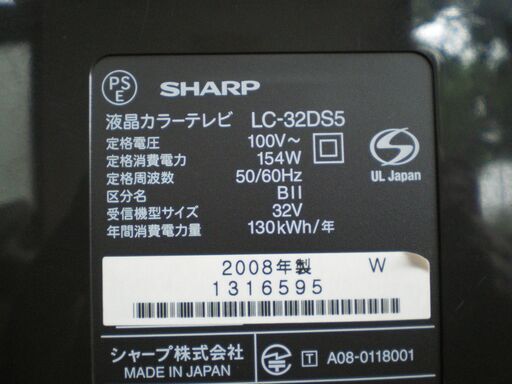 PS
E
SHARP
液晶カラーテレビ LC-32DS5
定格電圧 100V～
定格消費電力 154W
定格周波数 50/60Hz
区分名 BII
受信機型サイズ 32V
年間消費電力量 130kWh/年
S
UL Japan
2008年製 W
1316595
シャープ株式会社
MADE IN JAPAN
T A08-0118001